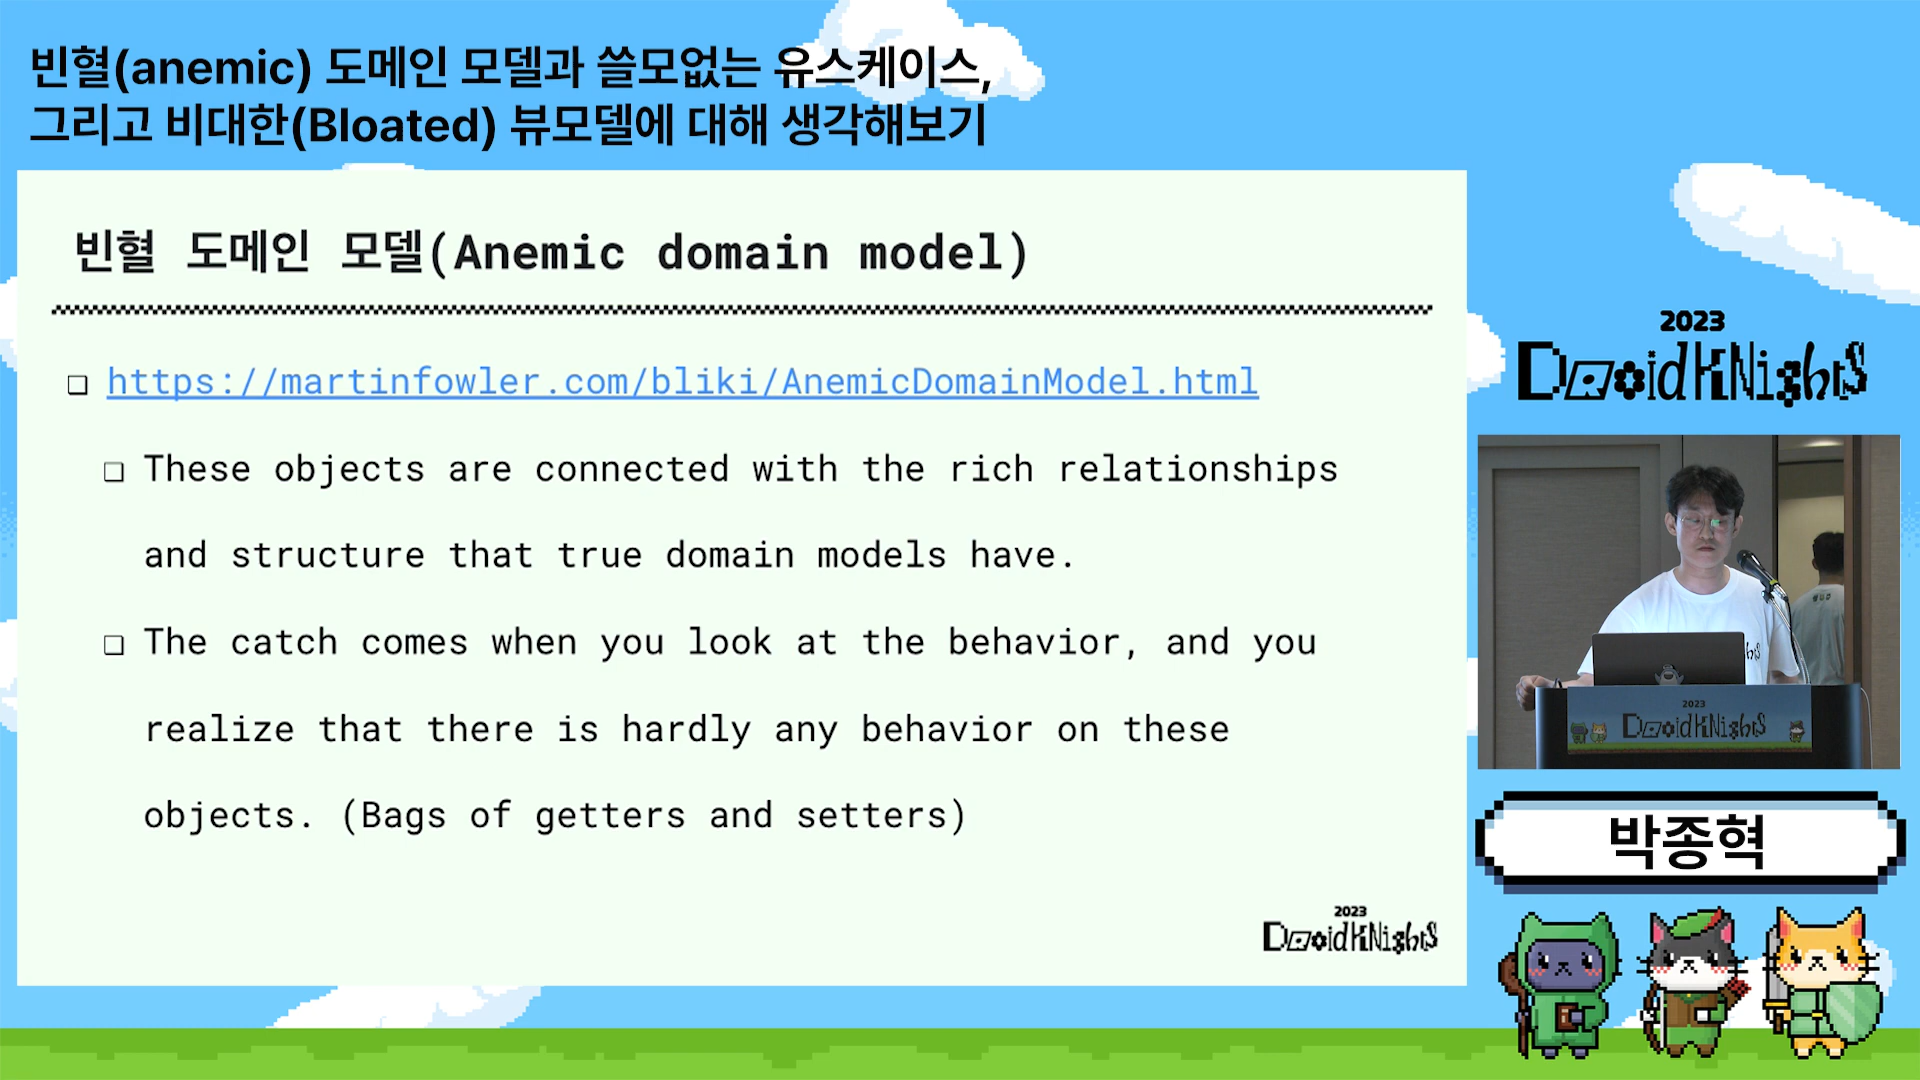 빈혈(anemic) 도메인 모델과 쓸모없는 유스케이스,
그리고 비대한(Bloated) 뷰모델에 대해 생각해보기
빈혈 도메인 모델(Anemic domain model)
❏ https://martinfowler.com/bliki/AnemicDomainModel.html
❏ These objects are connected with the rich relationships
and structure that true domain models have.
❏ The catch comes when you look at the behavior, and you
realize that there is hardly any behavior on these
objects. (Bags of getters and setters)
2023
DRoidKNights
2023
DRoidKNights
2023
DRoidKNights
박종혁